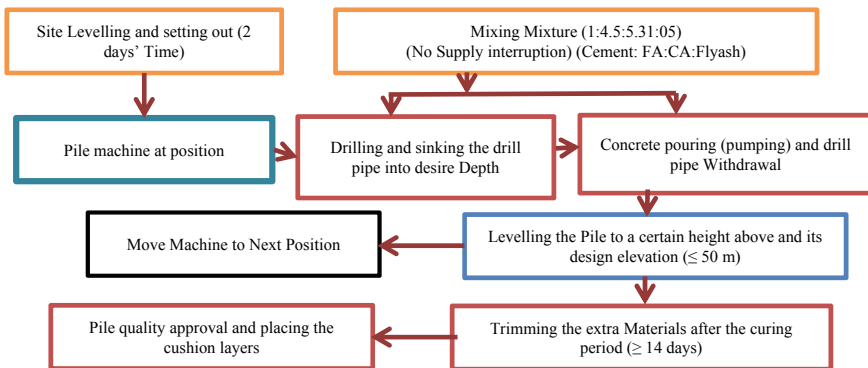 Site Levelling and setting out (2
days’ Time)
Mixing Mixture (1:4.5:5.31:05)
(No Supply interruption) (Cement: FA:CA:Flyash)
Pile machine at position
Drilling and sinking the drill
pipe into desire Depth
Concrete pouring (pumping) and drill
pipe Withdrawal
Move Machine to Next Position
Levelling the Pile to a certain height above and its
design elevation (≤ 50 m)
Pile quality approval and placing the
cushion layers
Trimming the extra Materials after the curing
period (≥ 14 days)